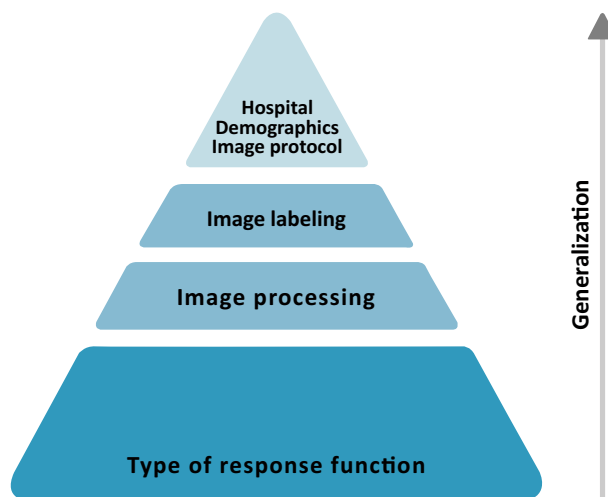 Hospital
Demographics
Image protocol
Image labeling
Image processing
Type of response function
Generalization